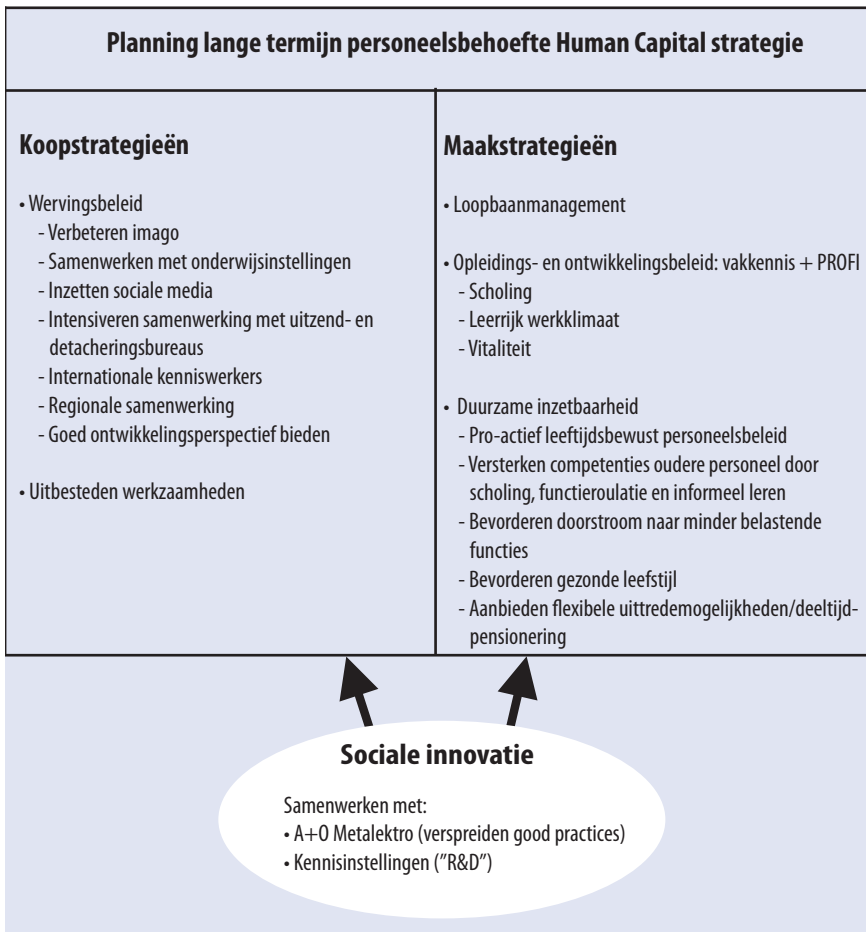 Planning lange termijn personeelsbehoefte Human Capital strategie
Koopstrategieën
• Wervingsbeleid
- Verbeteren imago
- Samenwerken met onderwijsinstellingen
- Inzetten sociale media
- Intensiveren samenwerking met uitzend- en
detacheringsbureaus
- Internationale kenniswerkers
- Regionale samenwerking
- Goed ontwikkelingsperspectief bieden
• Uitbesteden werkzaamheden
Maakstrategieën
• Loopbaanmanagement
• Opleidings- en ontwikkelingsbeleid: vakkennis + PROFI
- Scholing
- Leerrijk werkklimaat
- Vitaliteit
• Duurzame inzetbaarheid
- Pro-actief leeftijdsbewust personeelsbeleid
- Versterken competenties oudere personeel door
scholing, functieroulatie en informeel leren
- Bevorderen doorstroom naar minder belastende
functies
- Bevorderen gezonde leefstijl
- Aanbieden flexibele uittredemogelijkheden/deeltijd-
pensionering
Sociale innovatie
Samenwerken met:
• A+O Metalektro (verspreiden good practices)
• Kennisinstellingen ("R&D")